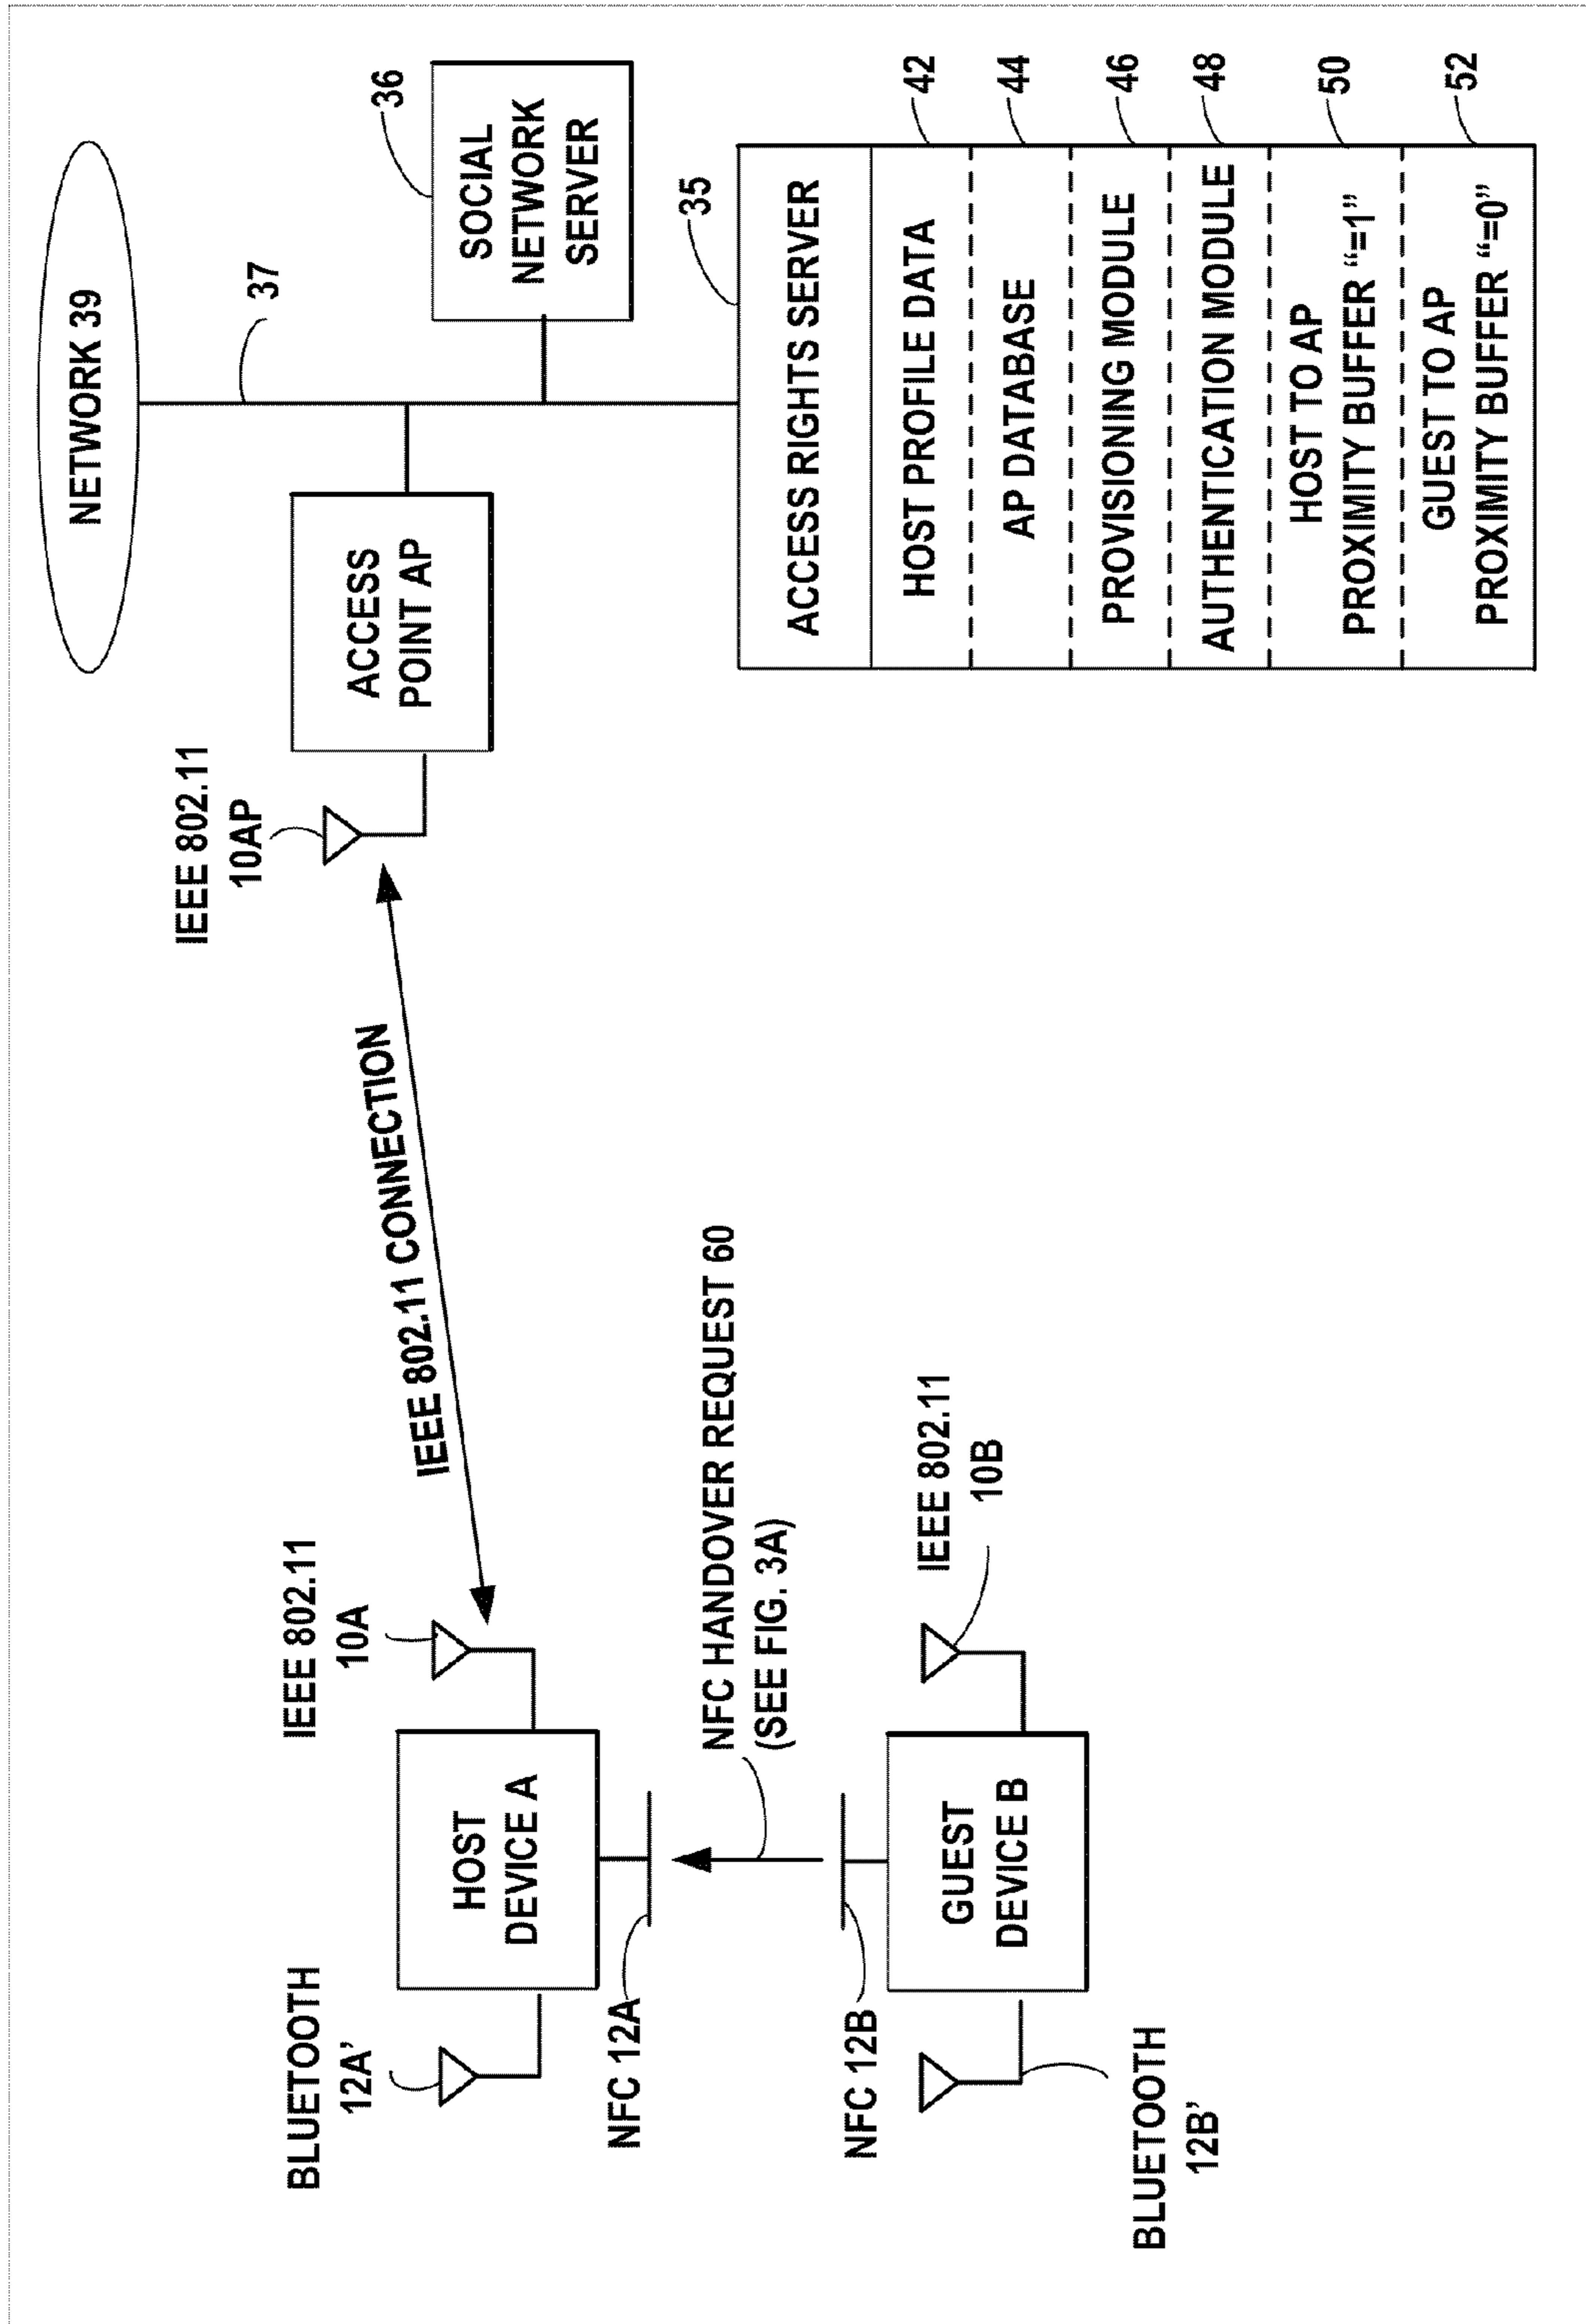 BLUETOOTH
12A'
IEEE 802.11
10A
HOST
DEVICE A
NFC 12A
IEEE 802.11 CONNECTION
NFC HANDOVER REQUEST 60
(SEE FIG. 3A)
NFC 12B
GUEST
DEVICE B
IEEE 802.11
10B
BLUETOOTH
12B'
IEEE 802.11
10AP
ACCESS
POINT AP
NETWORK 39
37
SOCIAL
NETWORK
SERVER
36
35
ACCESS RIGHTS SERVER
HOST PROFILE DATA
42
AP DATABASE
44
PROVISIONING MODULE
46
AUTHENTICATION MODULE
48
HOST TO AP
PROXIMITY BUFFER “=1”
50
GUEST TO AP
PROXIMITY BUFFER “=0”
52